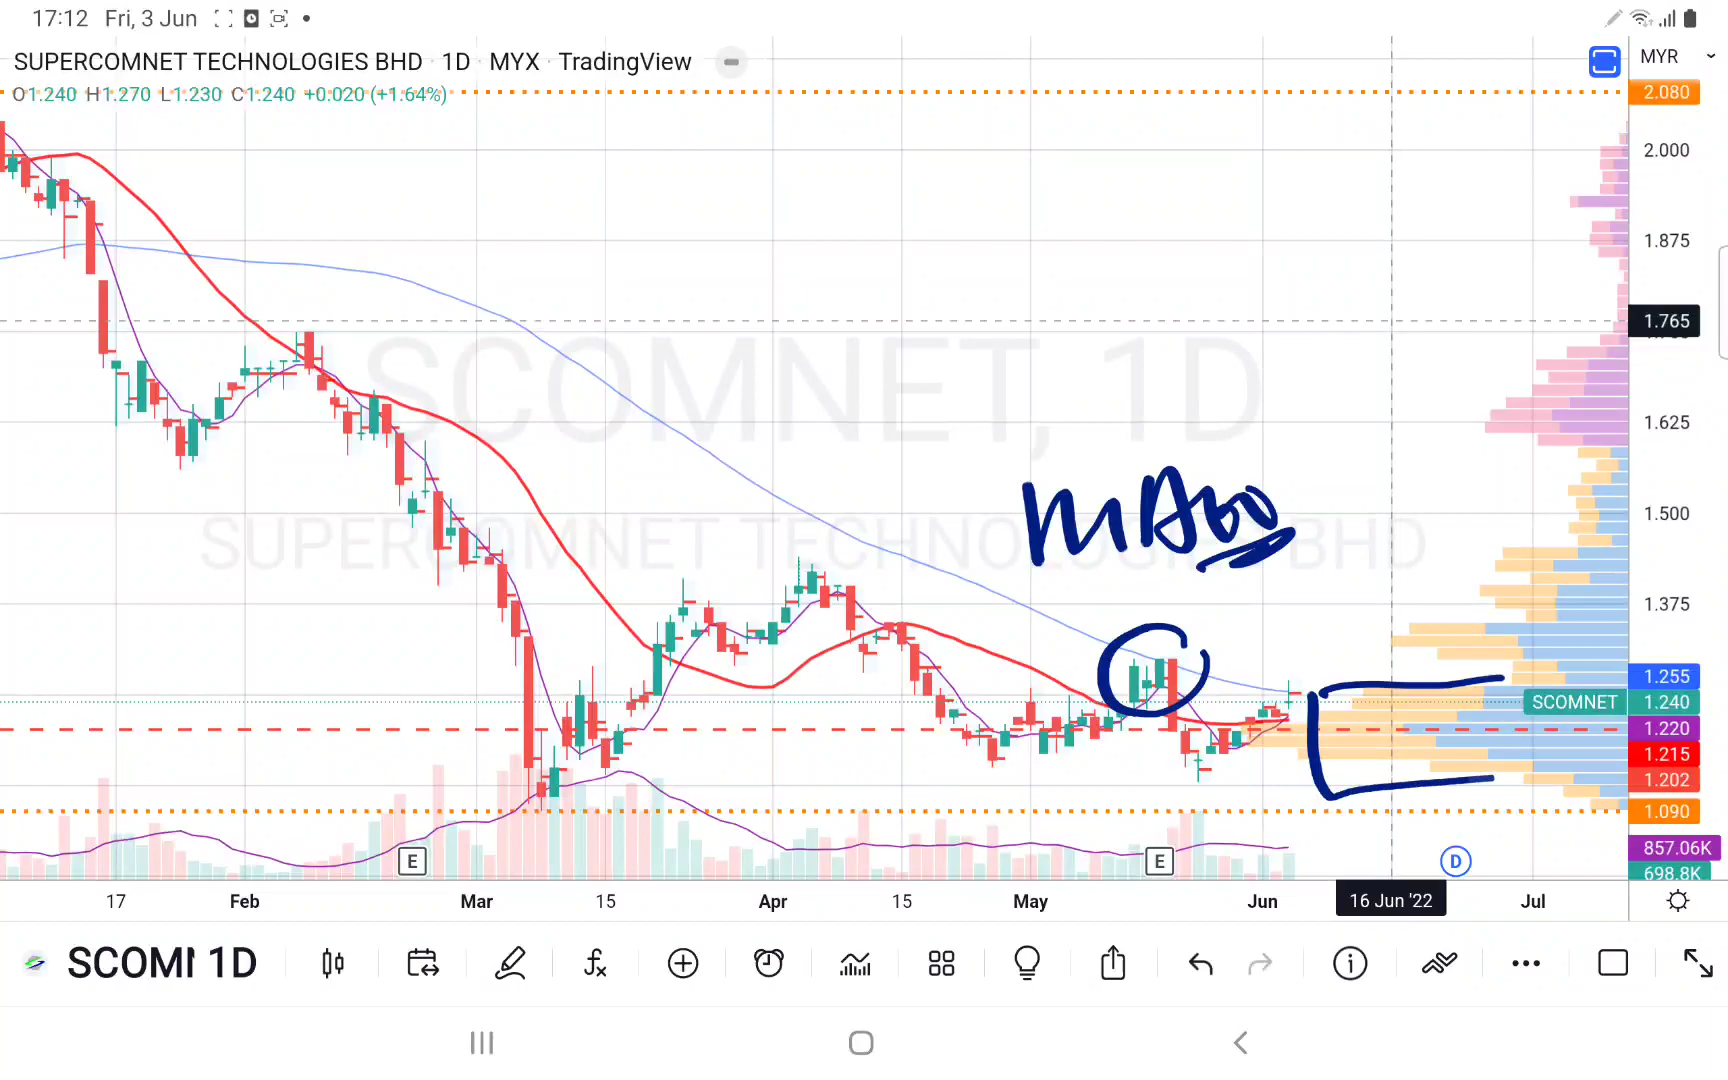 17:12 Fri, 3 Jun
SUPERCOMNET TECHNOLOGIES BHD · 1D · MYX · TradingView
MYR
O1.240 H1.270 L1.230 C1.240 +0.020 (+1.64%)
2.080
2.000
1.875
1.765
SCOMNET, 1D
1.625
MA60
1.500
SUPERCOMNET TECHNOLOGIES BHD
1.375
1.255
SCOMNET 1.240
1.220
1.215
1.202
1.090
E E D
857.06K
698.8K
17 Feb Mar 15 Apr 15 May Jun 16 Jun '22 Jul
SCOMN 1D